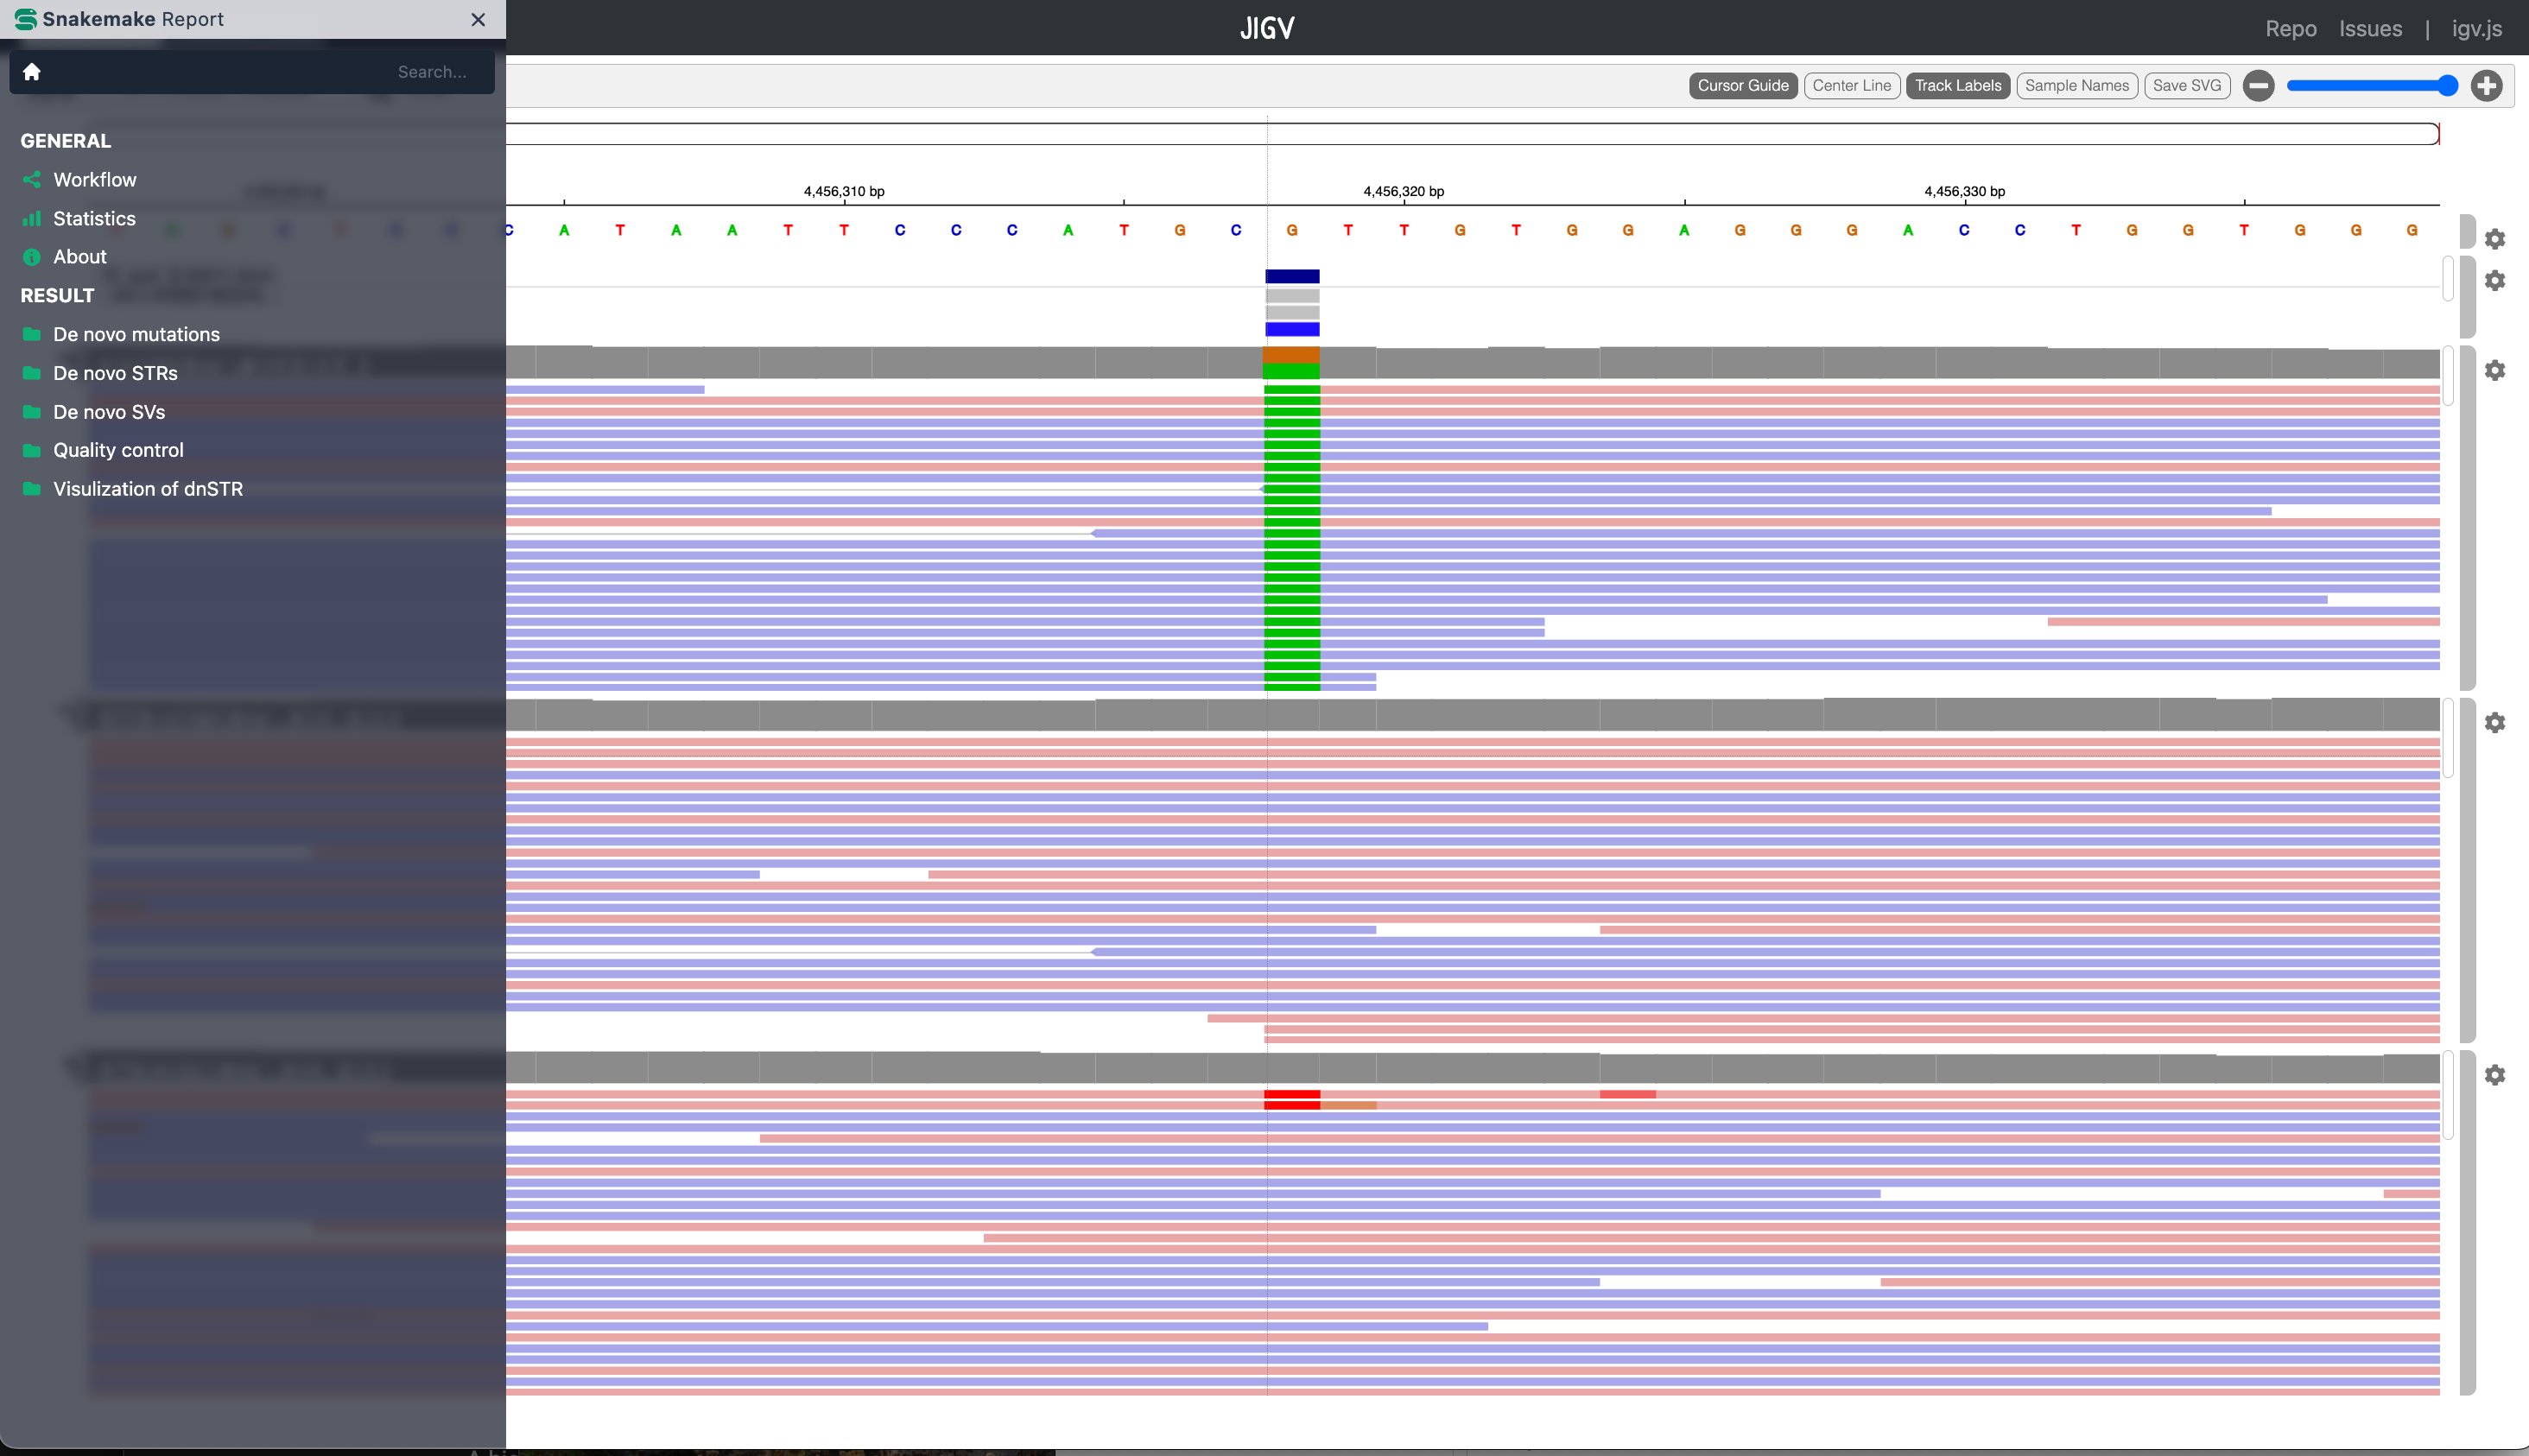 Snakemake Report
JIGV
Repo Issues | igv.js
Search...
Cursor Guide Center Line Track Labels Sample Names Save SVG
GENERAL
Workflow
Statistics
About
RESULT
De novo mutations
De novo STRs
De novo SVs
Quality control
Visulization of dnSTR
4,456,310 bp 4,456,320 bp 4,456,330 bp
C A T A A T T C C C A T G C G T T G T G G A G G G A C C T G G T G G G